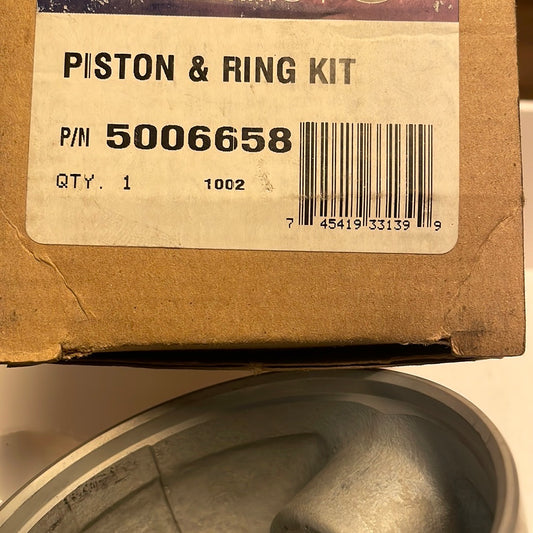 PISTON & RING KIT
P/N 5006658
QTY. 1 1002
7 45419 33139 9